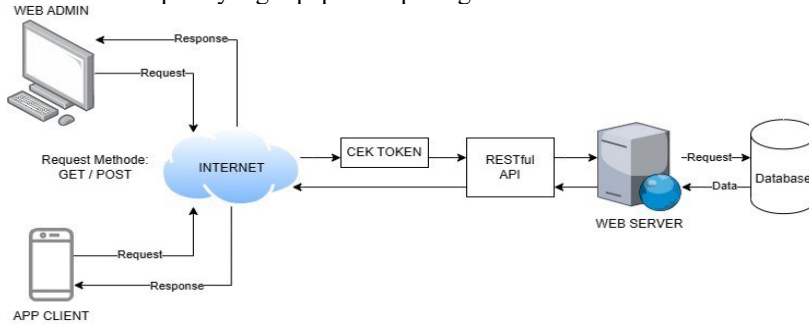 WEB ADMIN
Response
Request
Request Methode:
GET / POST
INTERNET
CEK TOKEN
RESTful
API
Request
Data
Database
WEB SERVER
Request
Response
APP CLIENT